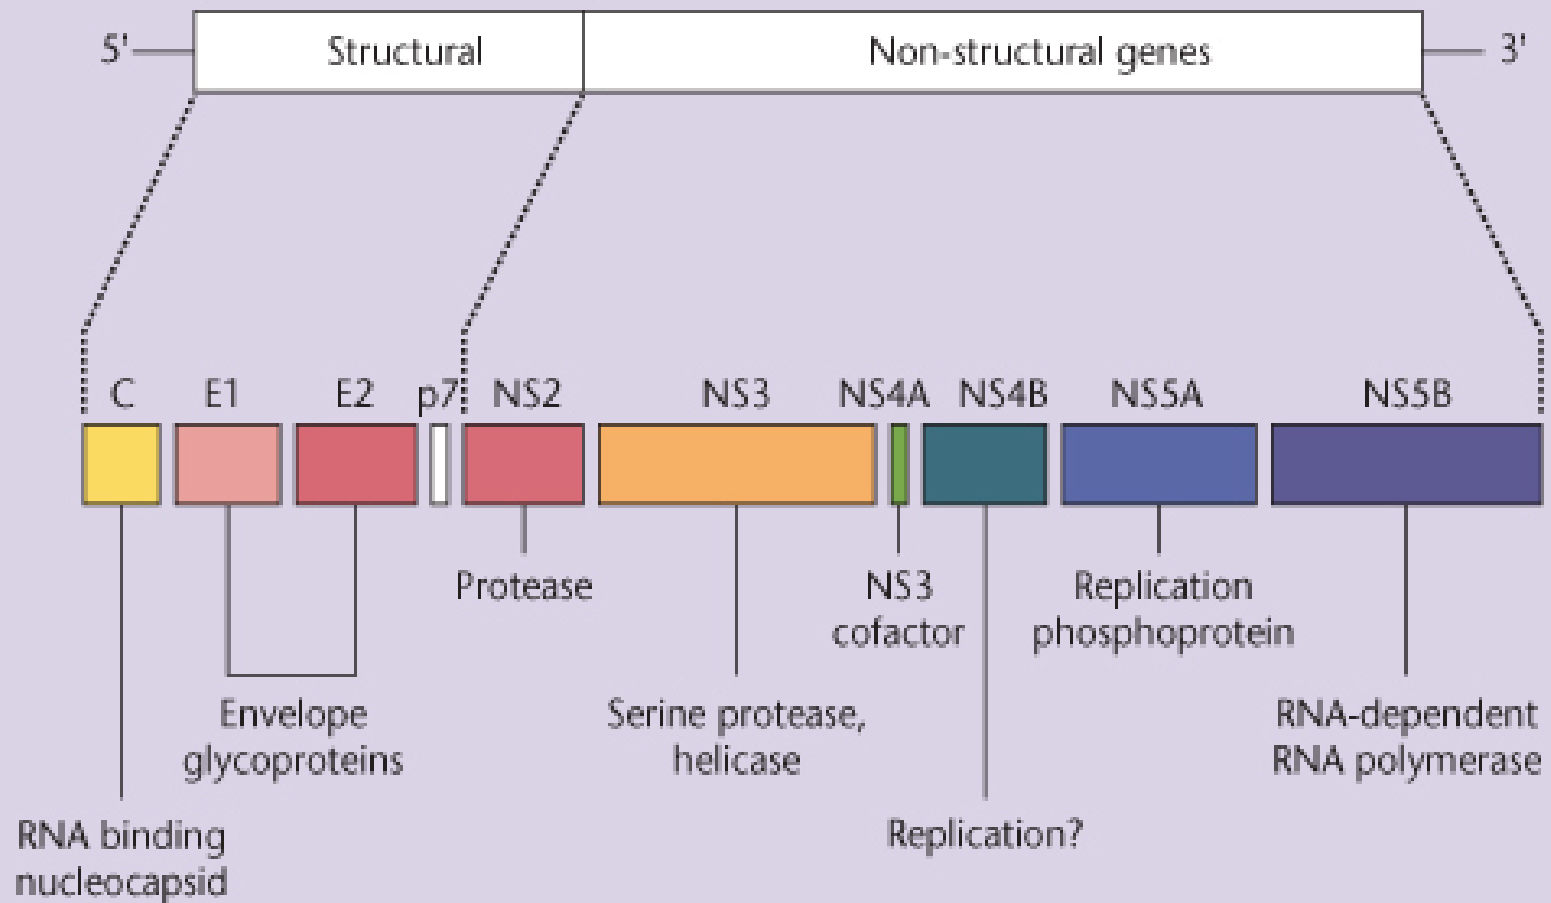 5' Structural Non-structural genes 3'
C E1 E2 p7 NS2 NS3 NS4A NS4B NS5A NS5B
Protease
NS3
cofactor
Replication
phosphoprotein
Envelope
glycoproteins
Serine protease,
helicase
RNA-dependent
RNA polymerase
RNA binding
nucleocapsid
Replication?